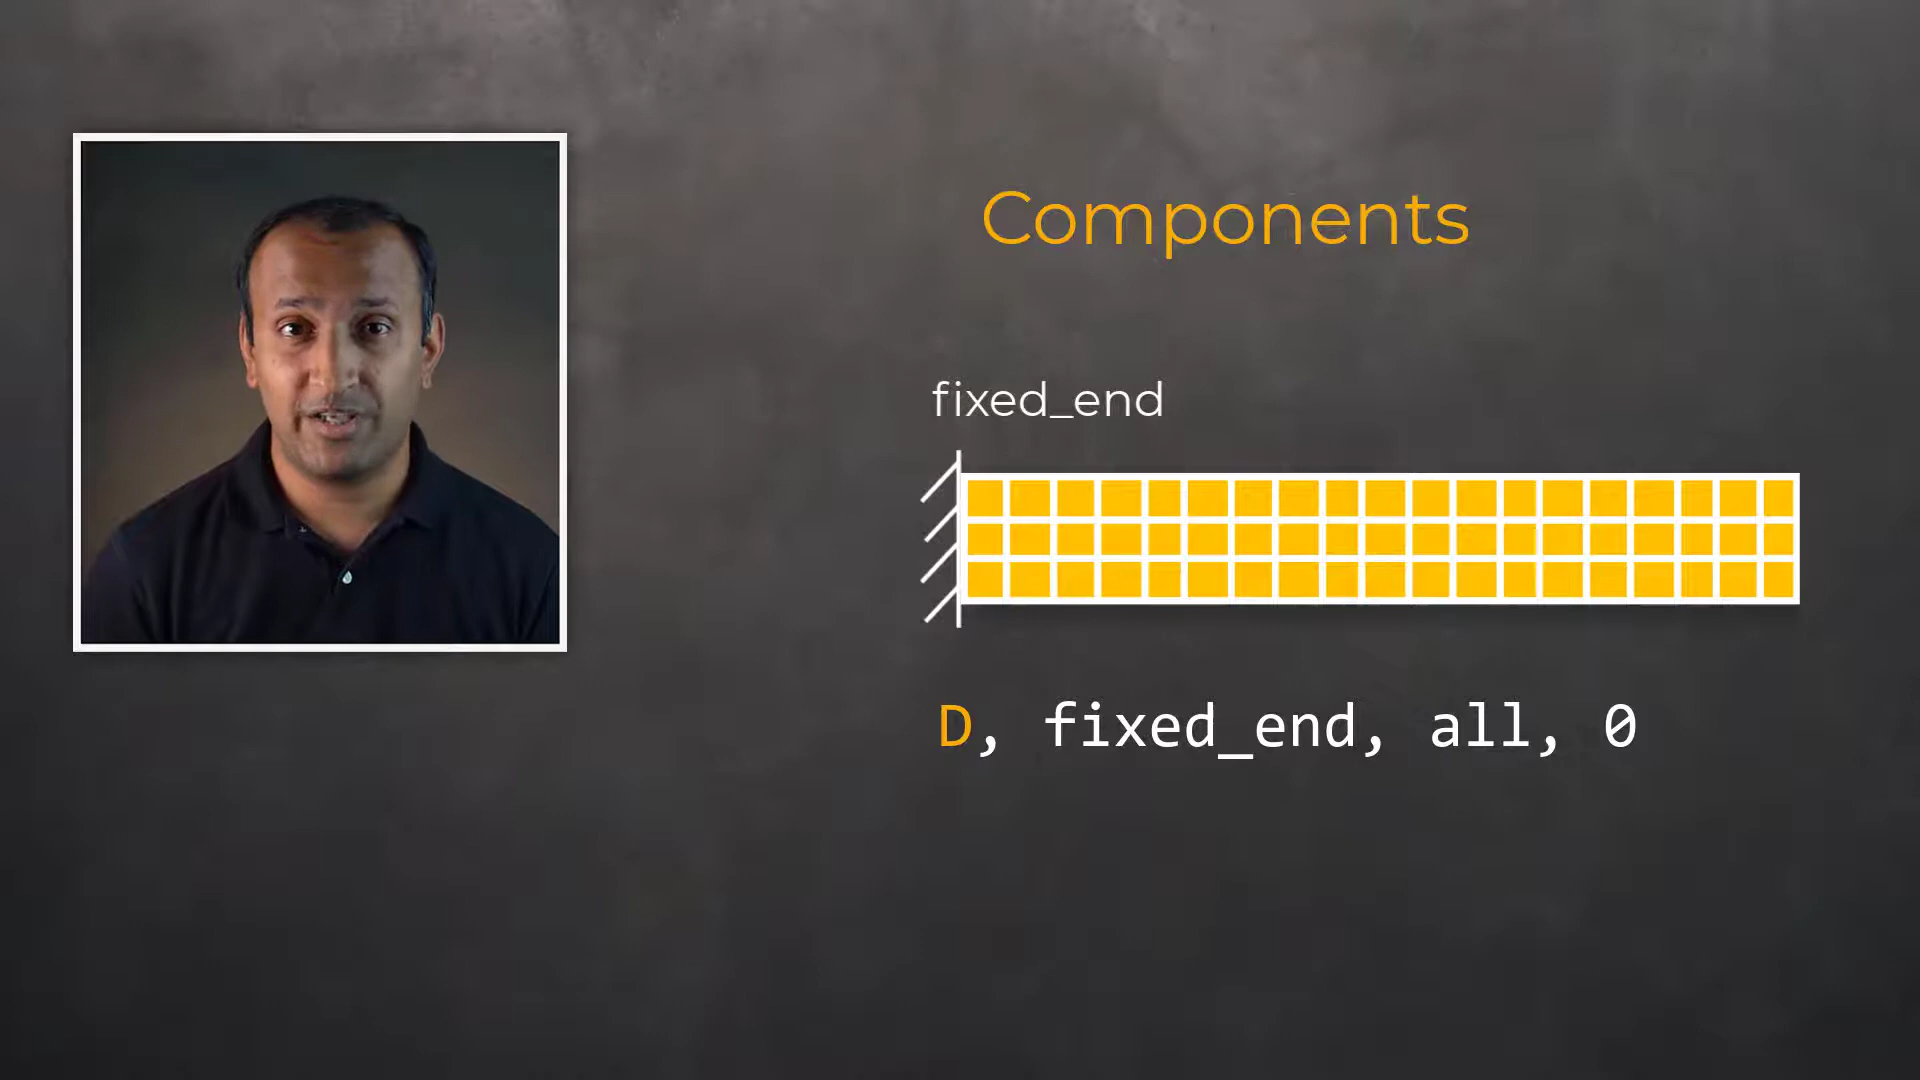 Components
fixed_end
D, fixed_end, all, 0